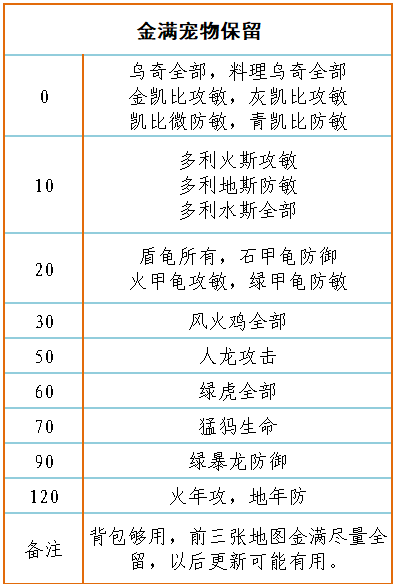 金满宠物保留
0
乌奇全部，料理乌奇全部
金凯比攻敏，灰凯比攻敏
凯比微防敏，青凯比防敏
10
多利火斯攻敏
多利地斯防敏
多利水斯全部
20
盾龟所有，石甲龟防御
火甲龟攻敏，绿甲龟防敏
30
风火鸡全部
50
人龙攻击
60
绿虎全部
70
猛犸生命
90
绿暴龙防御
120
火年攻，地年防
备注
背包够用，前三张地图金满尽量全
留，以后更新可能有用。